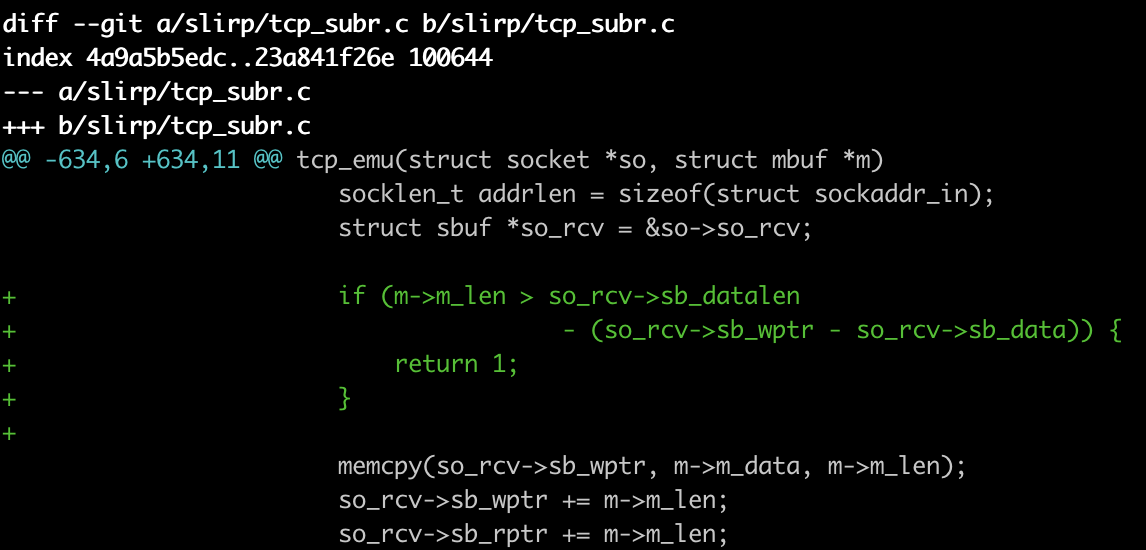 diff --git a/slirp/tcp_subr.c b/slirp/tcp_subr.c
index 4a9a5b5edc..23a841f26e 100644
--- a/slirp/tcp_subr.c
+++ b/slirp/tcp_subr.c
@@ -634,6 +634,11 @@ tcp_emu(struct socket *so, struct mbuf *m)
                        socklen_t addrlen = sizeof(struct sockaddr_in);
                        struct sbuf *so_rcv = &so->so_rcv;

+                       if (m->m_len > so_rcv->sb_datalen
+                                       - (so_rcv->sb_wptr - so_rcv->sb_data)) {
+                           return 1;
+                       }
+
                        memcpy(so_rcv->sb_wptr, m->m_data, m->m_len);
                        so_rcv->sb_wptr += m->m_len;
                        so_rcv->sb_rptr += m->m_len;